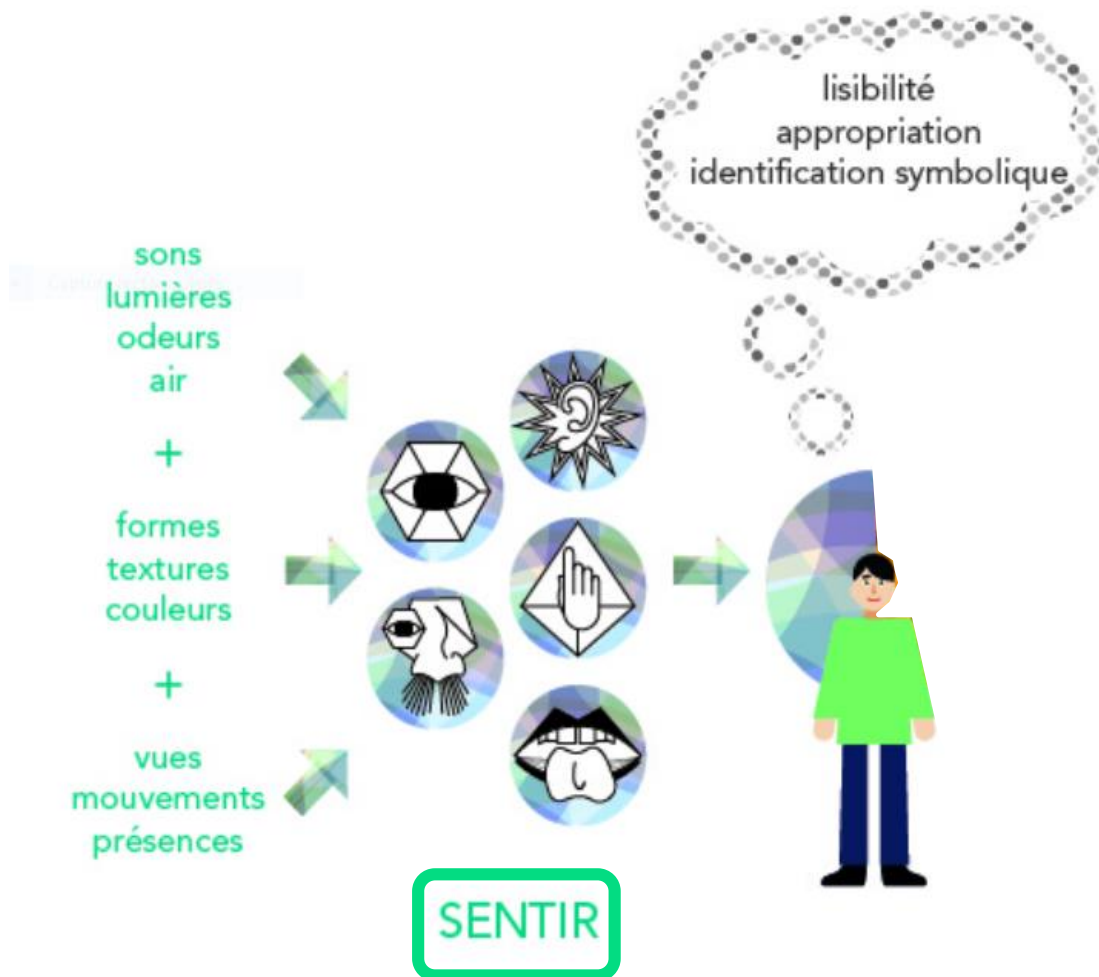 lisibilité
appropriation
identification symbolique
sons
lumières
odeurs
air
+
formes
textures
couleurs
+
vues
mouvements
présences
SENTIR